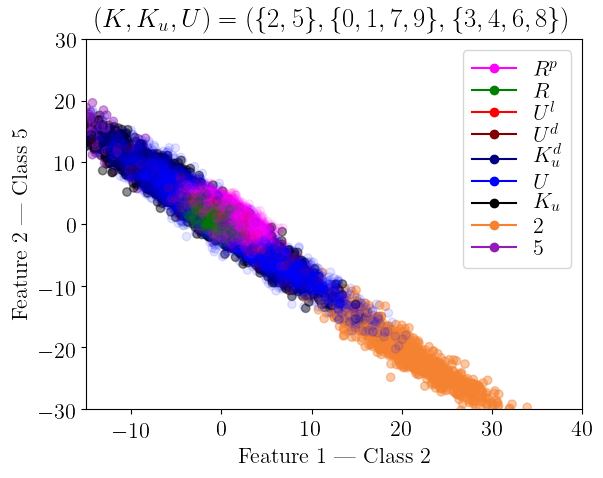 (K, K_u, U) = ({2, 5}, {0, 1, 7, 9}, {3, 4, 6, 8})
30
20
10
0
−10
−20
−30
Feature 2 — Class 5
R^p
R
U^l
U^d
K_u^d
U
K_u
2
5
−10
0
10
20
30
40
Feature 1 — Class 2